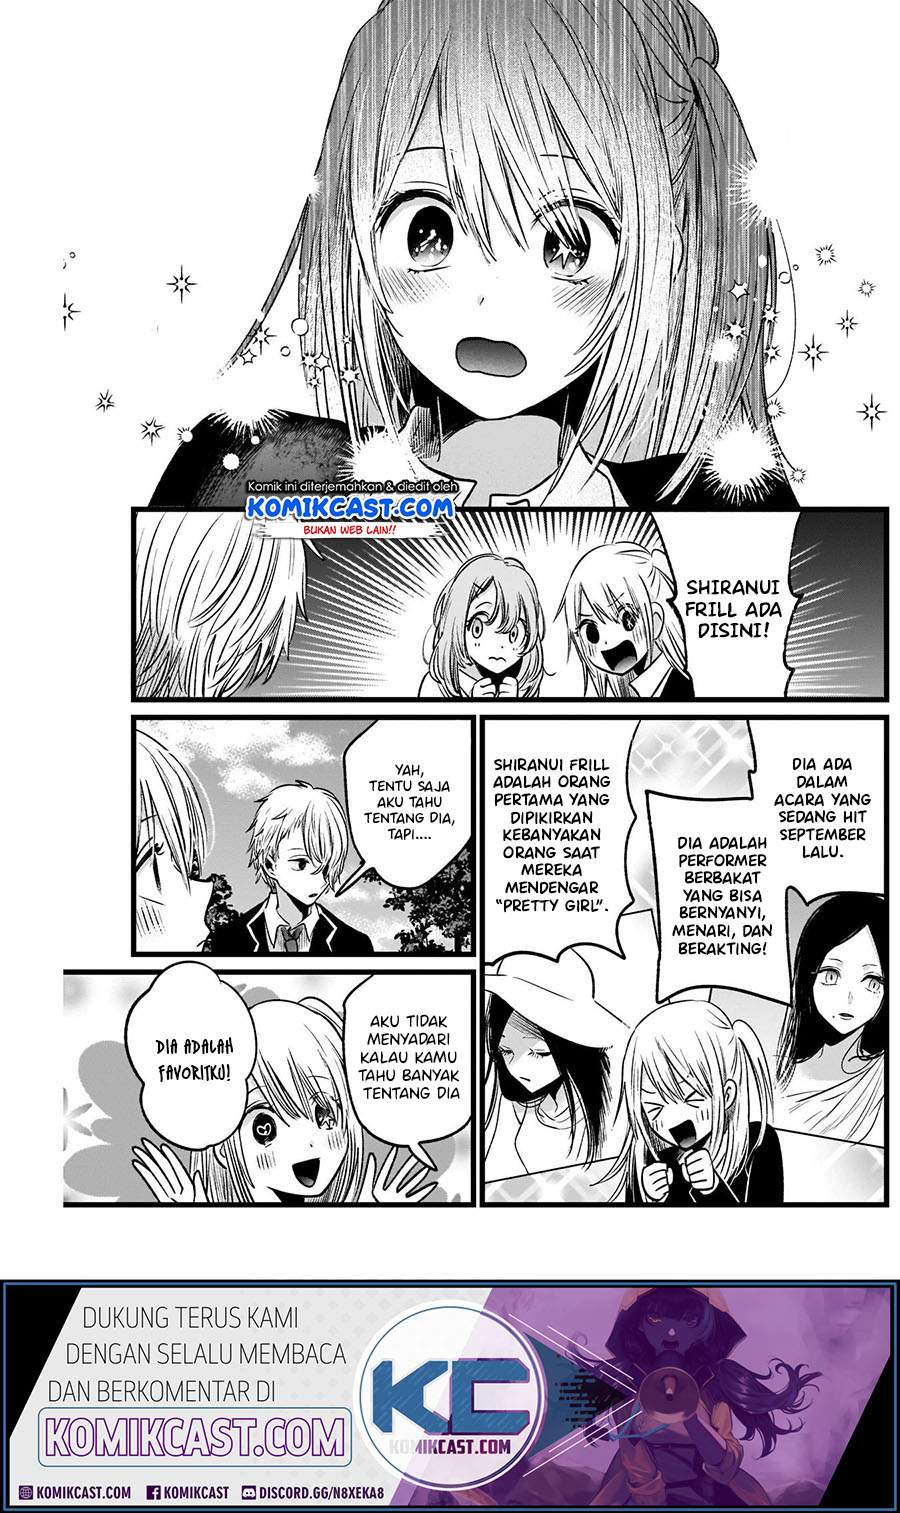 Komik ini diterjemahkan & diedit oleh
KOMIKCAST.COM
BUKAN WEB LAIN!!
SHIRANUI
FRILL ADA
DISINI!
DIA ADA
DALAM
ACARA YANG
SEDANG HIT
SEPTEMBER
LALU.
DIA ADALAH
PERFORMER
BERBAKAT
YANG BISA
BERNYANYI,
MENARI, DAN
BERAKTING!
SHIRANUI FRILL
ADALAH ORANG
PERTAMA YANG
DIPIKIRKAN
KEBANYAKAN
ORANG SAAT
MEREKA
MENDENGAR
“PRETTY GIRL”.
YAH,
TENTU SAJA
AKU TAHU
TENTANG DIA,
TAPI....
AKU TIDAK
MENYADARI
KALAU KAMU
TAHU BANYAK
TENTANG DIA
DIA ADALAH
FAVORITKU!
DUKUNG TERUS KAMI
DENGAN SELALU MEMBACA
DAN BERKOMENTAR DI
KOMIKCAST.COM
KC
KOMIKCAST.COM
KOMIKCAST.COM
KOMIKCAST
DISCORD.GG/N8XEKA8